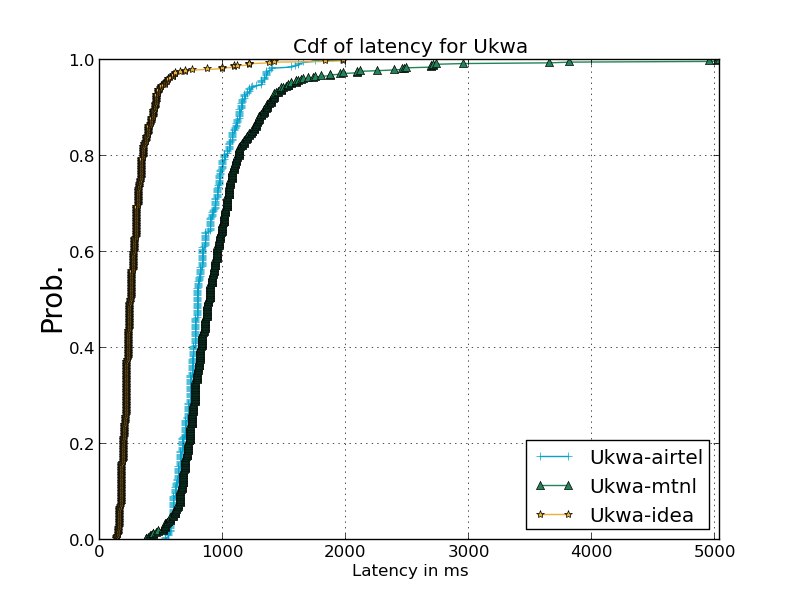 Cdf of latency for Ukwa
1.0
0.8
0.6
0.4
0.2
0.0
Prob.
0 1000 2000 3000 4000 5000
Latency in ms
Ukwa-airtel
Ukwa-mtnl
Ukwa-idea